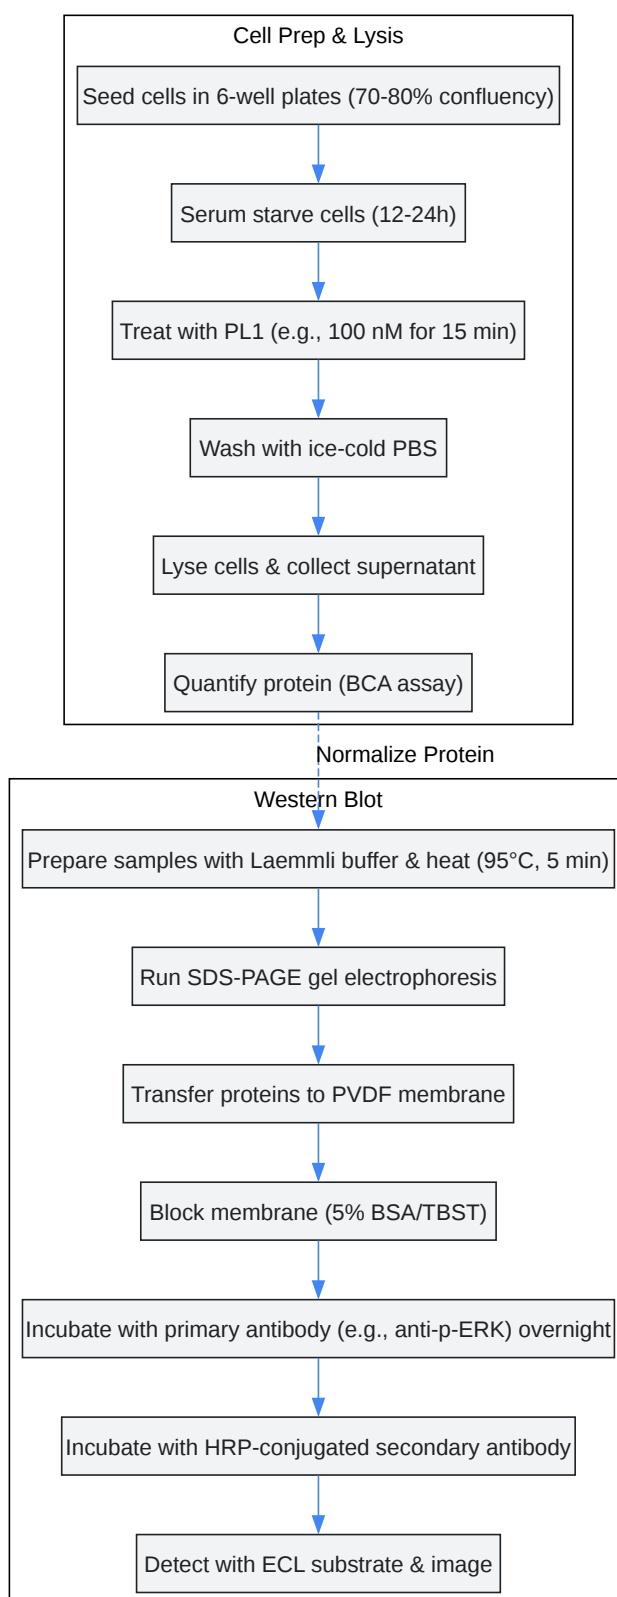 Cell Prep & Lysis
Seed cells in 6-well plates (70-80% confluency)
Serum starve cells (12-24h)
Treat with PL1 (e.g., 100 nM for 15 min)
Wash with ice-cold PBS
Lyse cells & collect supernatant
Quantify protein (BCA assay)
Normalize Protein
Western Blot
Prepare samples with Laemmli buffer & heat (95°C, 5 min)
Run SDS-PAGE gel electrophoresis
Transfer proteins to PVDF membrane
Block membrane (5% BSA/TBST)
Incubate with primary antibody (e.g., anti-p-ERK) overnight
Incubate with HRP-conjugated secondary antibody
Detect with ECL substrate & image